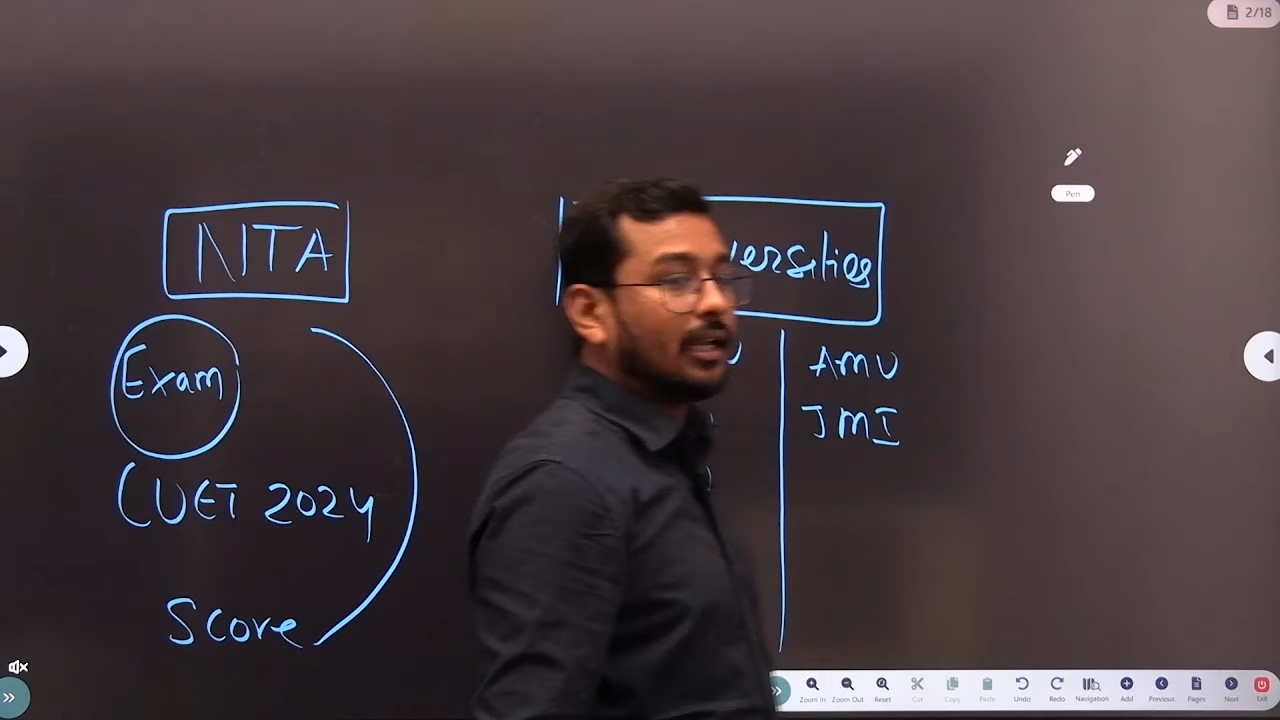 2/18
Pen
NTA
Exam
CUET 2024
Score
AMU
JMI
Zoom In Zoom Out Reset Cut Copy Paste Undo Redo Navigation Add Previous Pages Next Exit